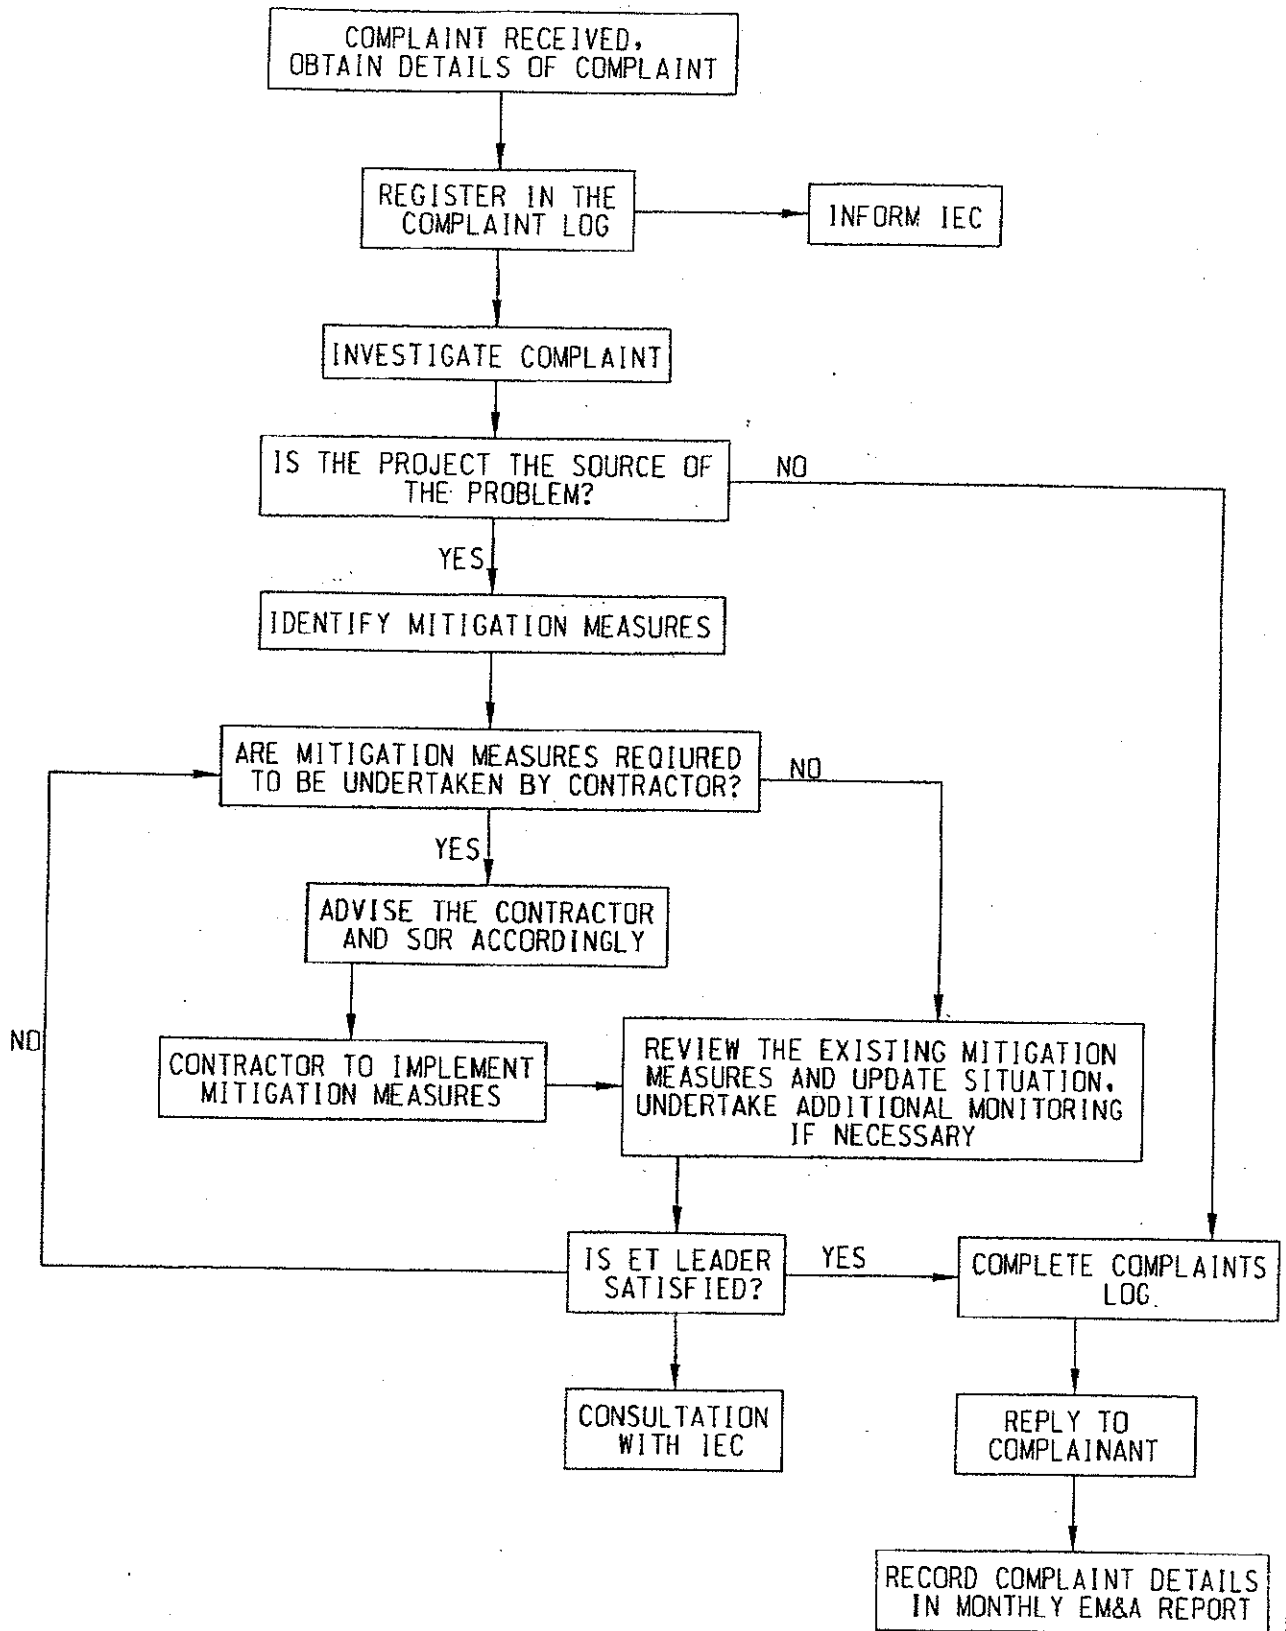 COMPLAINT RECEIVED,
OBTAIN DETAILS OF COMPLAINT
REGISTER IN THE
COMPLAINT LOG
INFORM IEC
INVESTIGATE COMPLAINT
IS THE PROJECT THE SOURCE OF
THE PROBLEM?
NO
YES
IDENTIFY MITIGATION MEASURES
ARE MITIGATION MEASURES REQIURED
TO BE UNDERTAKEN BY CONTRACTOR?
NO
YES
ADVISE THE CONTRACTOR
AND SOR ACCORDINGLY
NO
CONTRACTOR TO IMPLEMENT
MITIGATION MEASURES
REVIEW THE EXISTING MITIGATION
MEASURES AND UPDATE SITUATION.
UNDERTAKE ADDITIONAL MONITORING
IF NECESSARY
IS ET LEADER
SATISFIED?
YES
COMPLETE COMPLAINTS
LOG.
CONSULTATION
WITH IEC
REPLY TO
COMPLAINANT
RECORD COMPLAINT DETAILS
IN MONTHLY EM&A REPORT